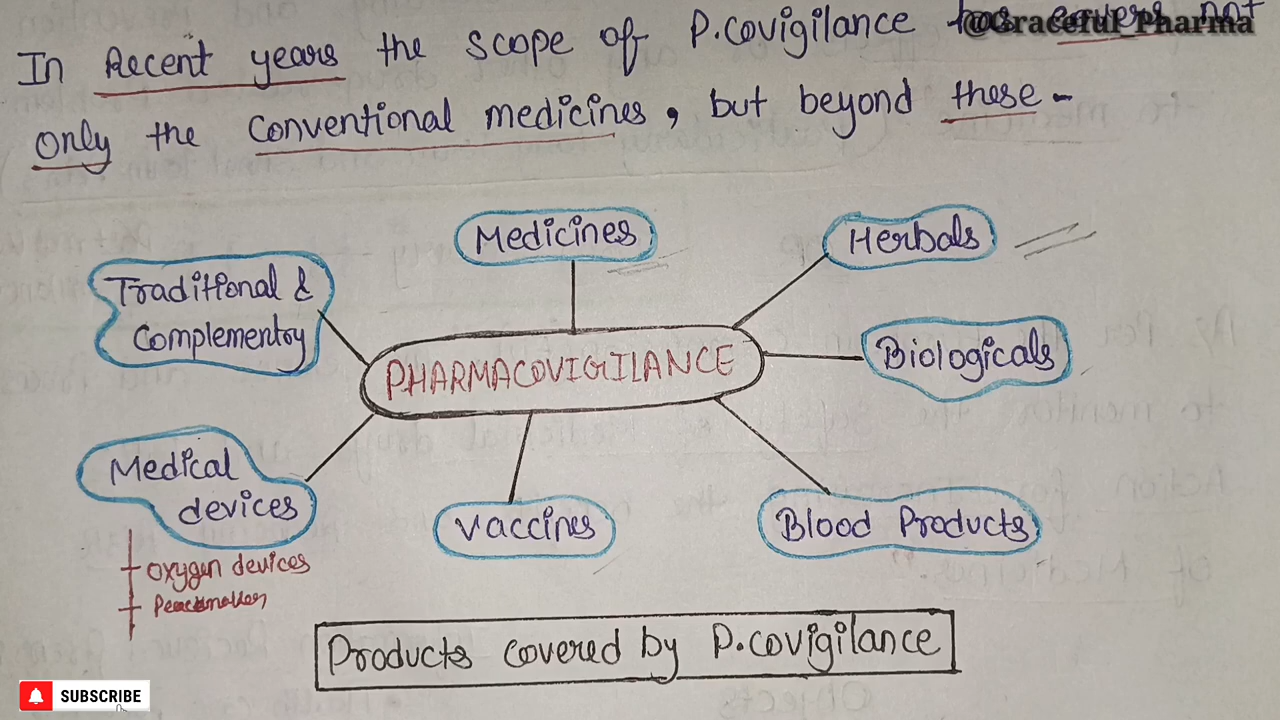 In Recent years the scope of P.covigilance has covers not
@Graceful_Pharma
only the conventional medicines, but beyond these -
Medicines
Herbals
Traditional &
Complementory
PHARMACOVIGILANCE
Biologicals
Medical
devices
Vaccines
Blood Products
Oxygen devices
Products covered by P.covigilance
SUBSCRIBE